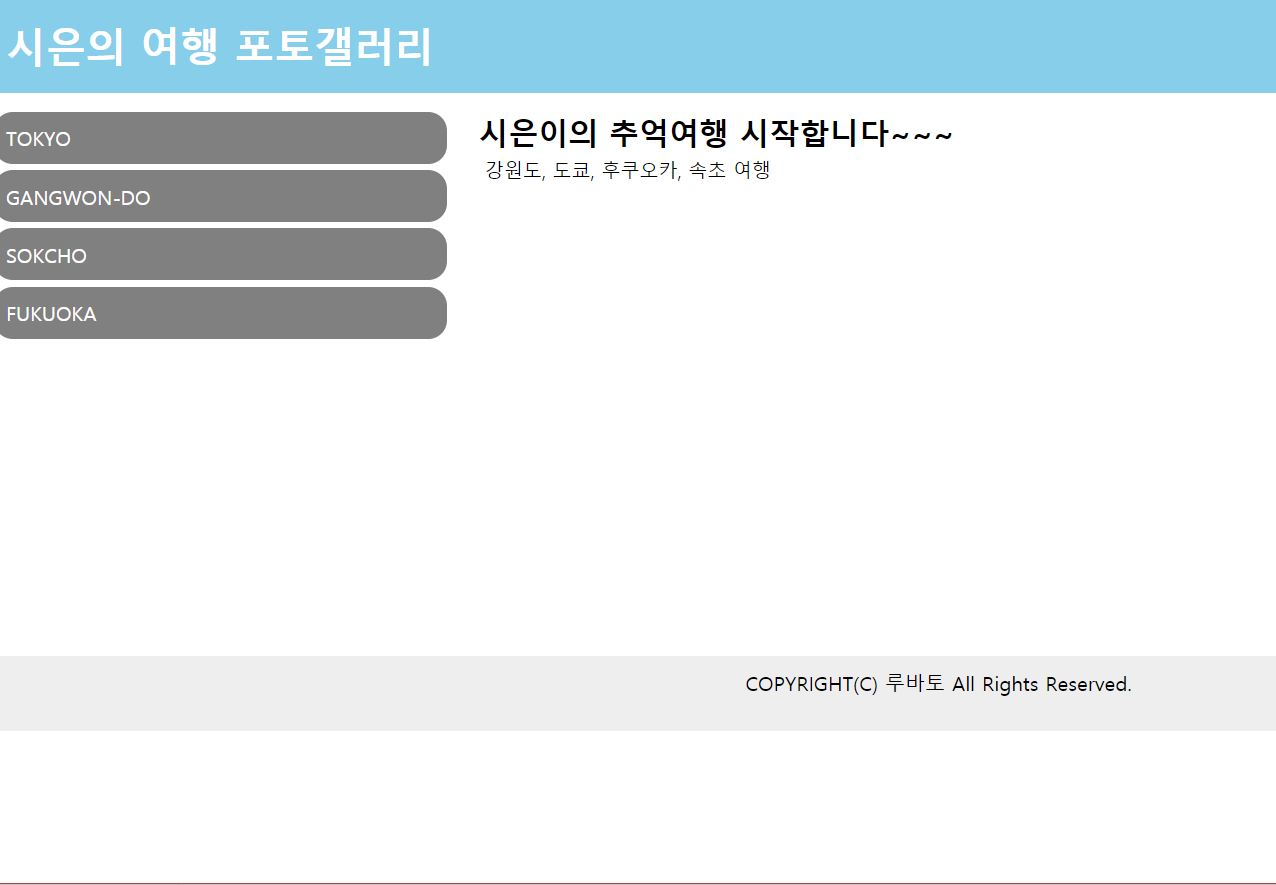 시은의 여행 포토갤러리
TOKYO
GANGWON-DO
SOKCHO
FUKUOKA
시은이의 추억여행 시작합니다~~~
강원도, 도쿄, 후쿠오카, 속초 여행
COPYRIGHT(C) 루바토 All Rights Reserved.